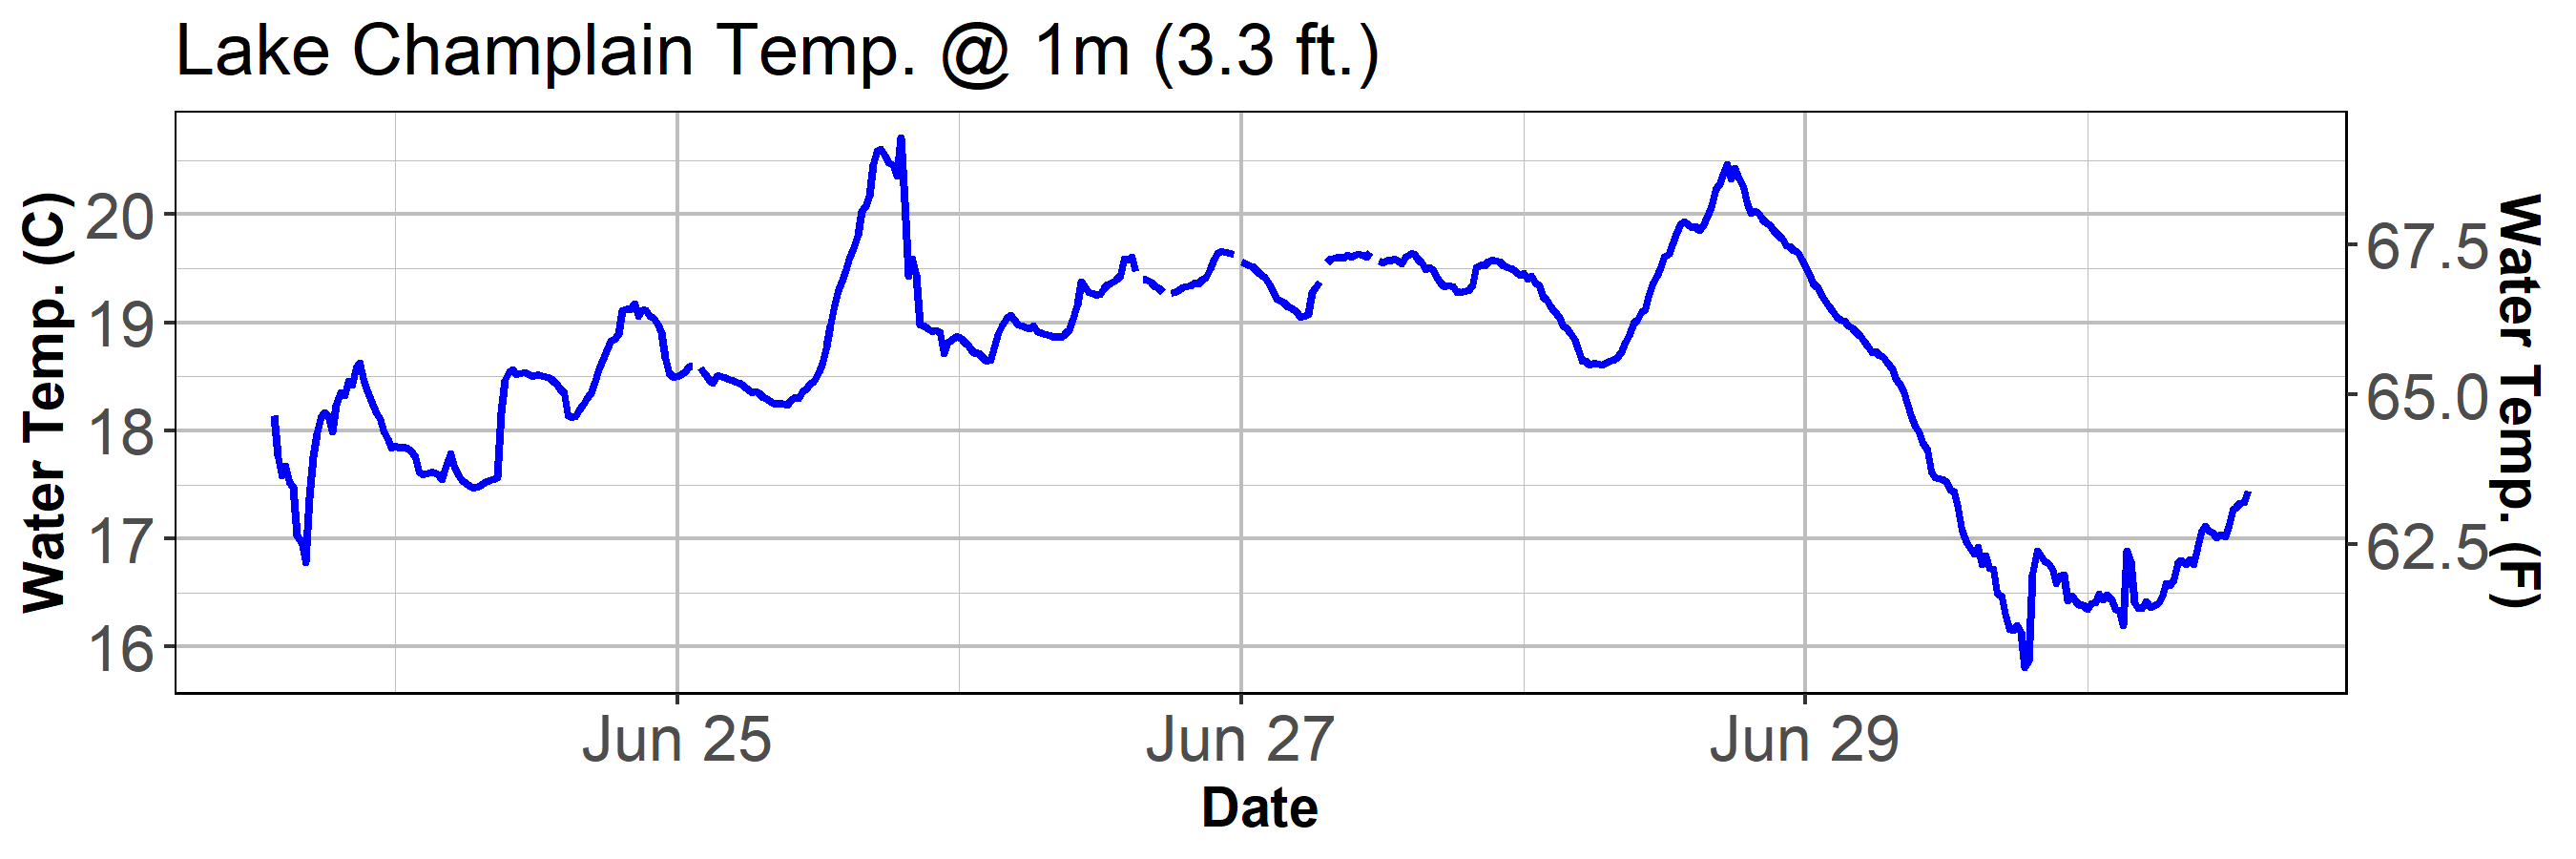 Lake Champlain Temp. @ 1m (3.3 ft.)
Water Temp. (C)
20
19
18
17
16
67.5
65.0
62.5
Water Temp. (F)
Jun 25
Jun 27
Jun 29
Date